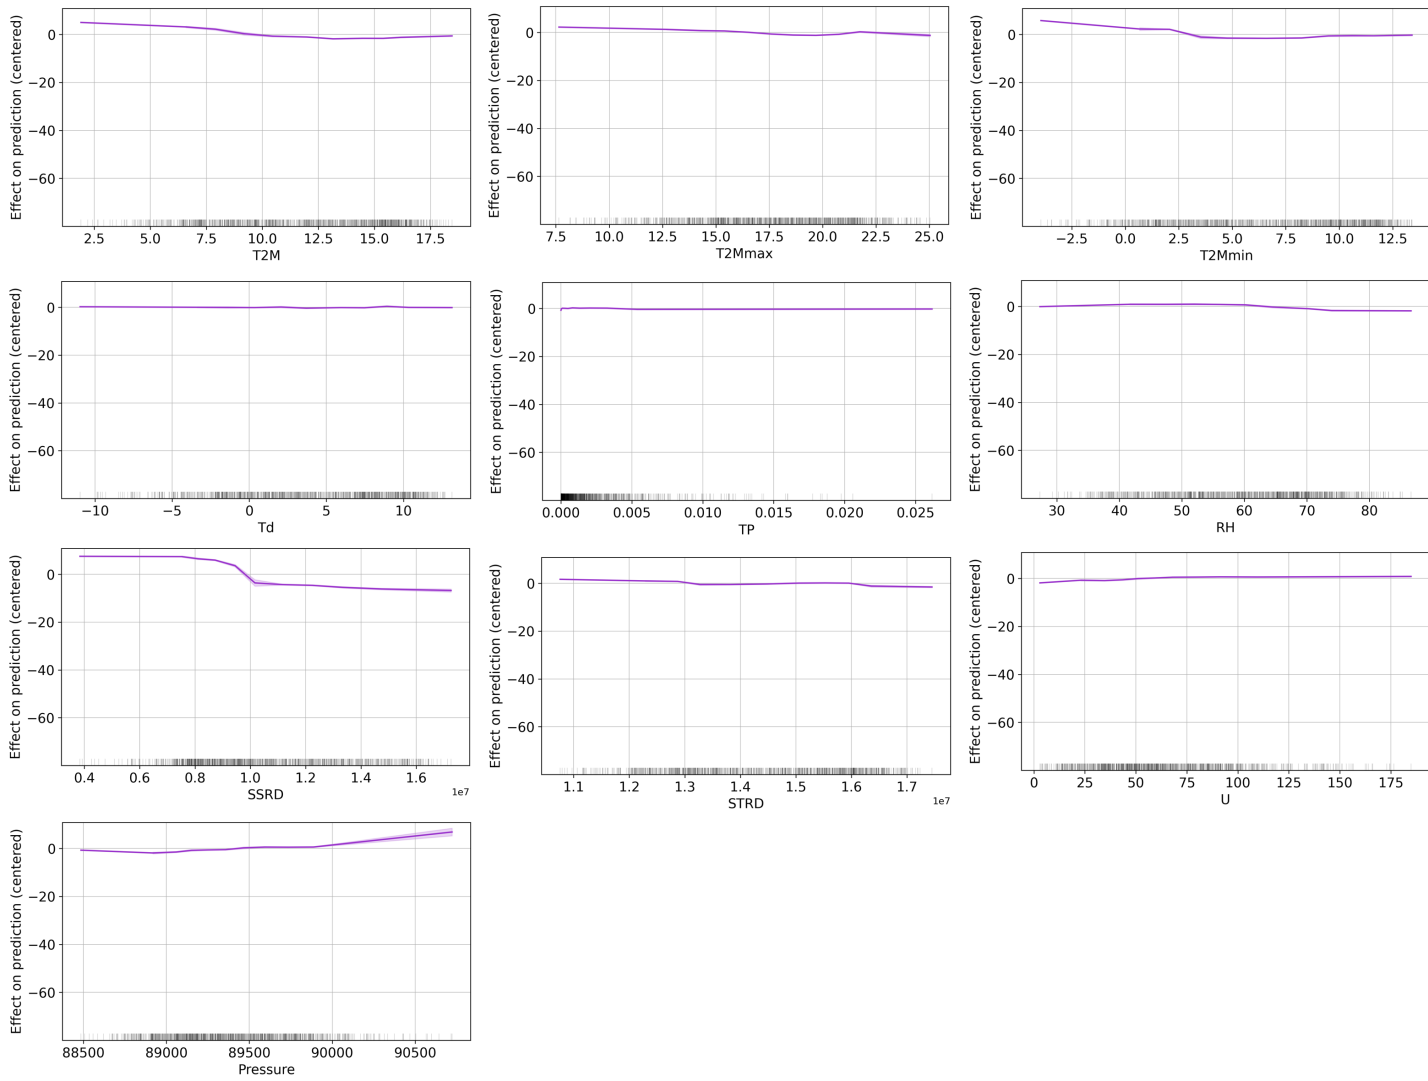 Effect on prediction (centered)
0
−20
−40
−60
2.5 5.0 7.5 10.0 12.5 15.0 17.5
T2M
Effect on prediction (centered)
0
−20
−40
−60
7.5 10.0 12.5 15.0 17.5 20.0 22.5 25.0
T2Mmax
Effect on prediction (centered)
0
−20
−40
−60
−2.5 0.0 2.5 5.0 7.5 10.0 12.5
T2Mmin
Effect on prediction (centered)
0
−20
−40
−60
−10 −5 0 5 10
Td
Effect on prediction (centered)
0
−20
−40
−60
0.000 0.005 0.010 0.015 0.020 0.025
TP
Effect on prediction (centered)
0
−20
−40
−60
30 40 50 60 70 80
RH
Effect on prediction (centered)
0
−20
−40
−60
0.4 0.6 0.8 1.0 1.2 1.4 1.6
SSRD 1e7
Effect on prediction (centered)
0
−20
−40
−60
1.1 1.2 1.3 1.4 1.5 1.6 1.7
STRD 1e7
Effect on prediction (centered)
0
−20
−40
−60
0 25 50 75 100 125 150 175
U
Effect on prediction (centered)
0
−20
−40
−60
88500 89000 89500 90000 90500
Pressure